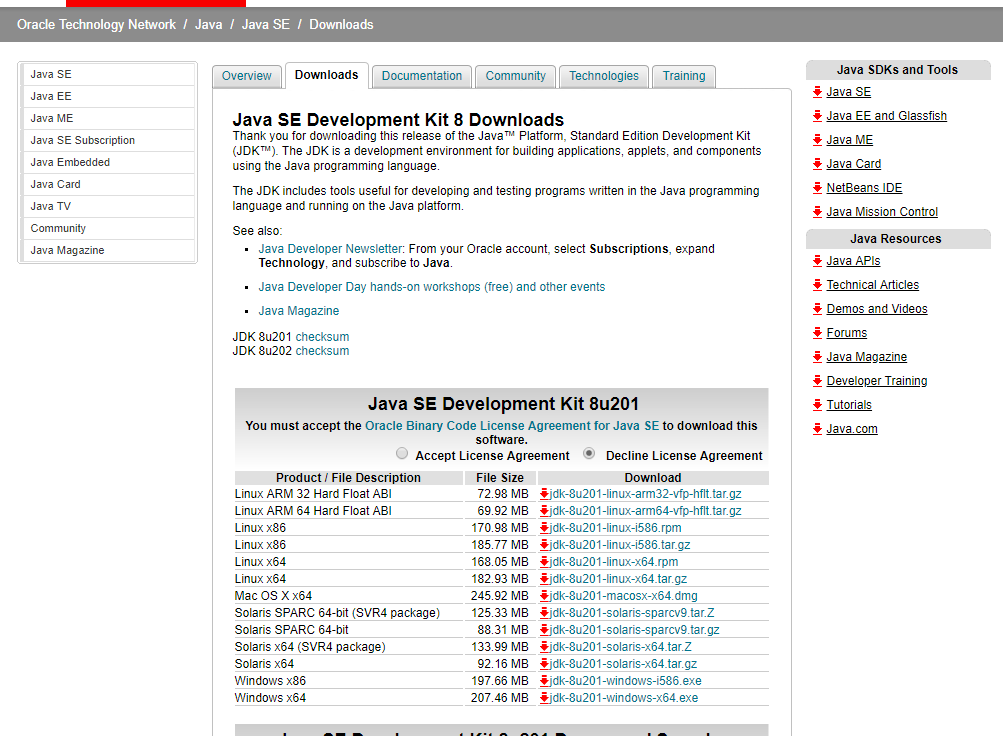 Oracle Technology Network / Java / Java SE / Downloads
Java SE
Java EE
Java ME
Java SE Subscription
Java Embedded
Java Card
Java TV
Community
Java Magazine
Overview Downloads Documentation Community Technologies Training
Java SE Development Kit 8 Downloads
Thank you for downloading this release of the Java™ Platform, Standard Edition Development Kit
(JDK™). The JDK is a development environment for building applications, applets, and components
using the Java programming language.
The JDK includes tools useful for developing and testing programs written in the Java programming
language and running on the Java platform.
See also:
Java Developer Newsletter: From your Oracle account, select Subscriptions, expand
Technology, and subscribe to Java.
Java Developer Day hands-on workshops (free) and other events
Java Magazine
JDK 8u201 checksum
JDK 8u202 checksum
Java SE Development Kit 8u201
You must accept the Oracle Binary Code License Agreement for Java SE to download this
software.
Accept License Agreement Decline License Agreement
Product / File Description File Size Download
Linux ARM 32 Hard Float ABI 72.98 MB jdk-8u201-linux-arm32-vfp-hflt.tar.gz
Linux ARM 64 Hard Float ABI 69.92 MB jdk-8u201-linux-arm64-vfp-hflt.tar.gz
Linux x86 170.98 MB jdk-8u201-linux-i586.rpm
Linux x86 185.77 MB jdk-8u201-linux-i586.tar.gz
Linux x64 168.05 MB jdk-8u201-linux-x64.rpm
Linux x64 182.93 MB jdk-8u201-linux-x64.tar.gz
Mac OS X x64 245.92 MB jdk-8u201-macosx-x64.dmg
Solaris SPARC 64-bit (SVR4 package) 125.33 MB jdk-8u201-solaris-sparcv9.tar.Z
Solaris SPARC 64-bit 88.31 MB jdk-8u201-solaris-sparcv9.tar.gz
Solaris x64 (SVR4 package) 133.99 MB jdk-8u201-solaris-x64.tar.Z
Solaris x64 92.16 MB jdk-8u201-solaris-x64.tar.gz
Windows x86 197.66 MB jdk-8u201-windows-i586.exe
Windows x64 207.46 MB jdk-8u201-windows-x64.exe
Java SDKs and Tools
Java SE
Java EE and Glassfish
Java ME
Java Card
NetBeans IDE
Java Mission Control
Java Resources
Java APIs
Technical Articles
Demos and Videos
Forums
Java Magazine
Developer Training
Tutorials
Java.com